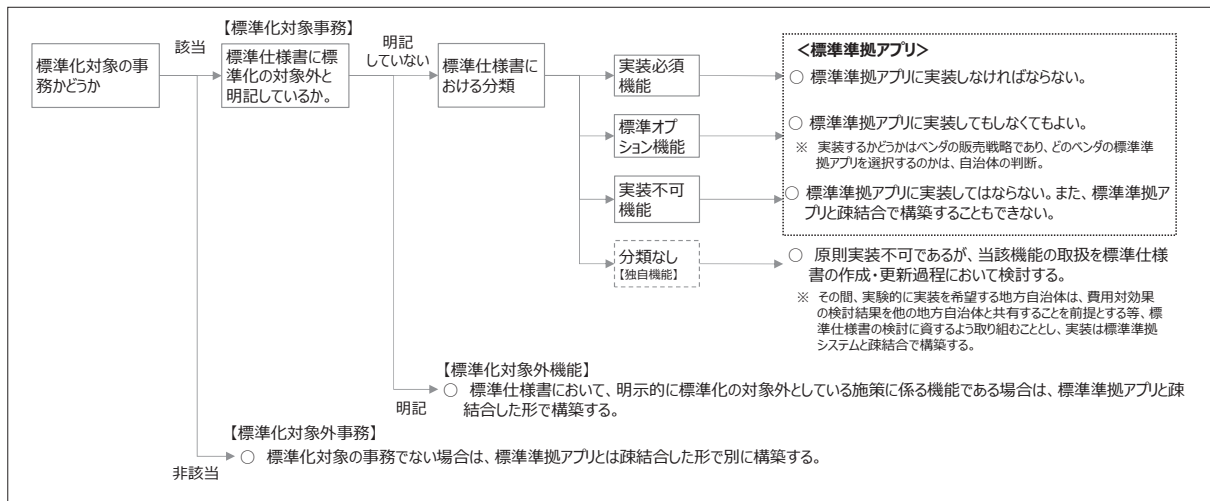 標準化対象の事
務かどうか
該当
【標準化対象事務】
標準仕様書に標
準化の対象外と
明記しているか。
明記
していない
標準仕様書に
おける分類
実装必須
機能
標準オプ
ション機能
実装不可
機能
分類なし
【独自機能】
<標準準拠アプリ>
○ 標準準拠アプリに実装しなければならない。
○ 標準準拠アプリに実装してもしなくてもよい。
※ 実装するかどうかはベンダの販売戦略であり、どのベンダの標準準
拠アプリを選択するのかは、自治体の判断。
○ 標準準拠アプリに実装してはならない。また、標準準拠ア
プリと疎結合で構築することもできない。
○ 原則実装不可であるが、当該機能の取扱を標準仕様
書の作成・更新過程において検討する。
※ その間、実験的に実装を希望する地方自治体は、費用対効果
の検討結果を他の地方自治体と共有することを前提とする等、標
準仕様書の検討に資するよう取り組むこととし、実装は標準準拠
システムと疎結合で構築する。
明記
【標準化対象外機能】
○ 標準仕様書において、明示的に標準化の対象外としている施策に係る機能である場合は、標準準拠アプリと疎
結合した形で構築する。
非該当
【標準化対象外事務】
○ 標準化対象の事務でない場合は、標準準拠アプリとは疎結合した形で別に構築する。